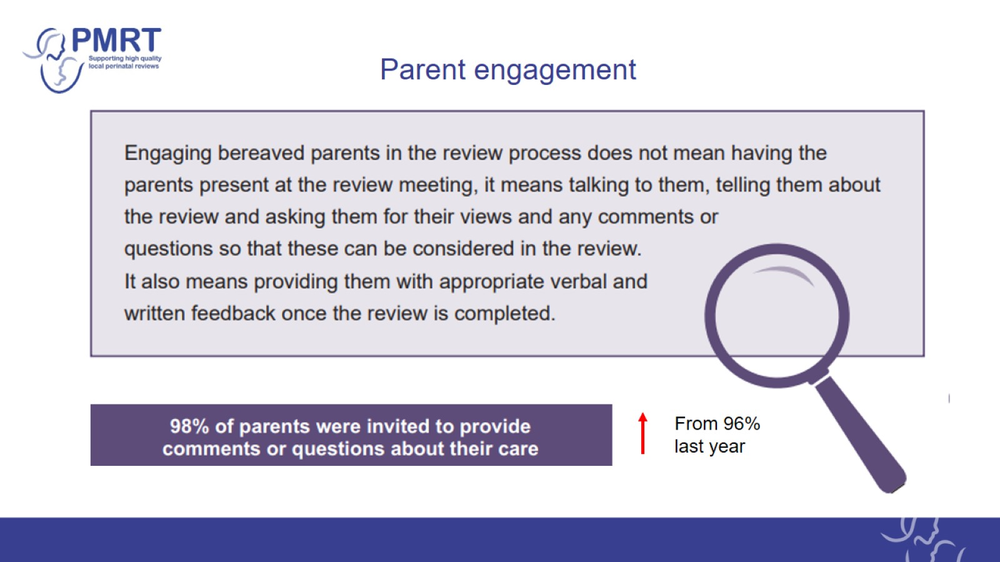 PMRT
Supporting high quality
local perinatal reviews
Parent engagement
Engaging bereaved parents in the review process does not mean having the
parents present at the review meeting, it means talking to them, telling them about
the review and asking them for their views and any comments or
questions so that these can be considered in the review.
It also means providing them with appropriate verbal and
written feedback once the review is completed.
98% of parents were invited to provide
comments or questions about their care
From 96%
last year